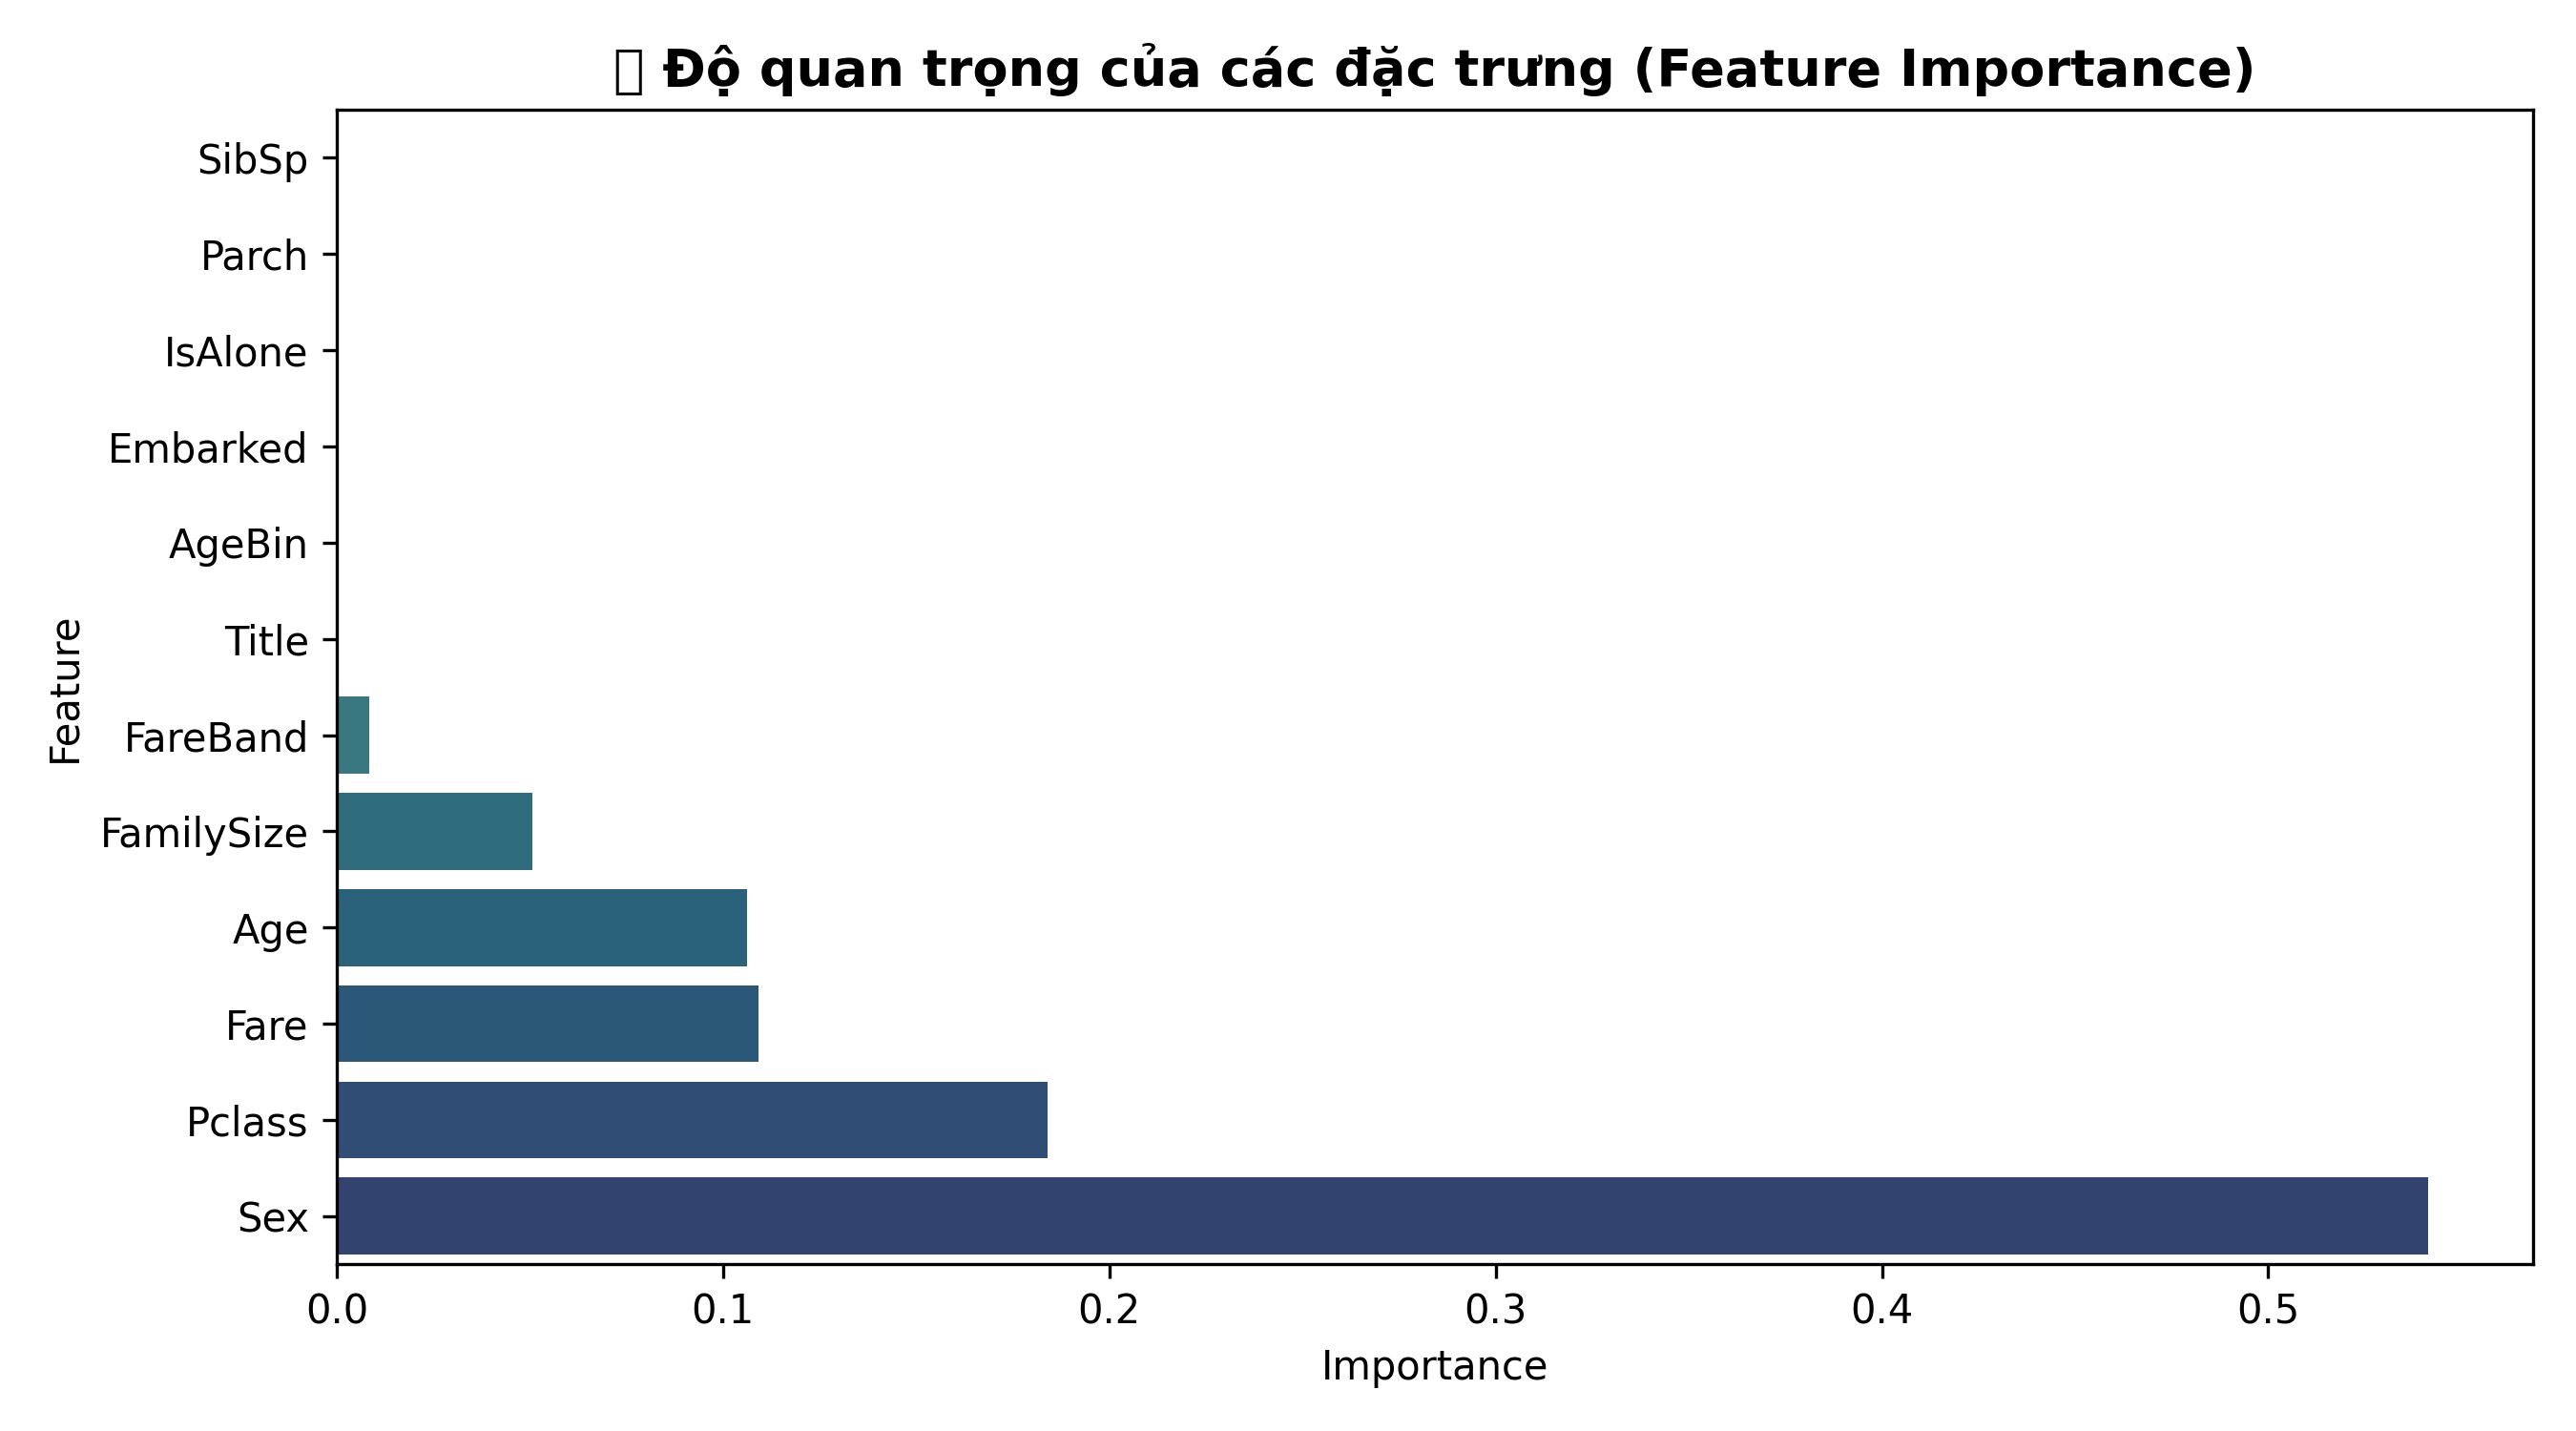 Độ quan trọng của các đặc trưng (Feature Importance)
SibSp
Parch
IsAlone
Embarked
AgeBin
Title
FareBand
FamilySize
Age
Fare
Pclass
Sex
Feature
0.0 0.1 0.2 0.3 0.4 0.5
Importance